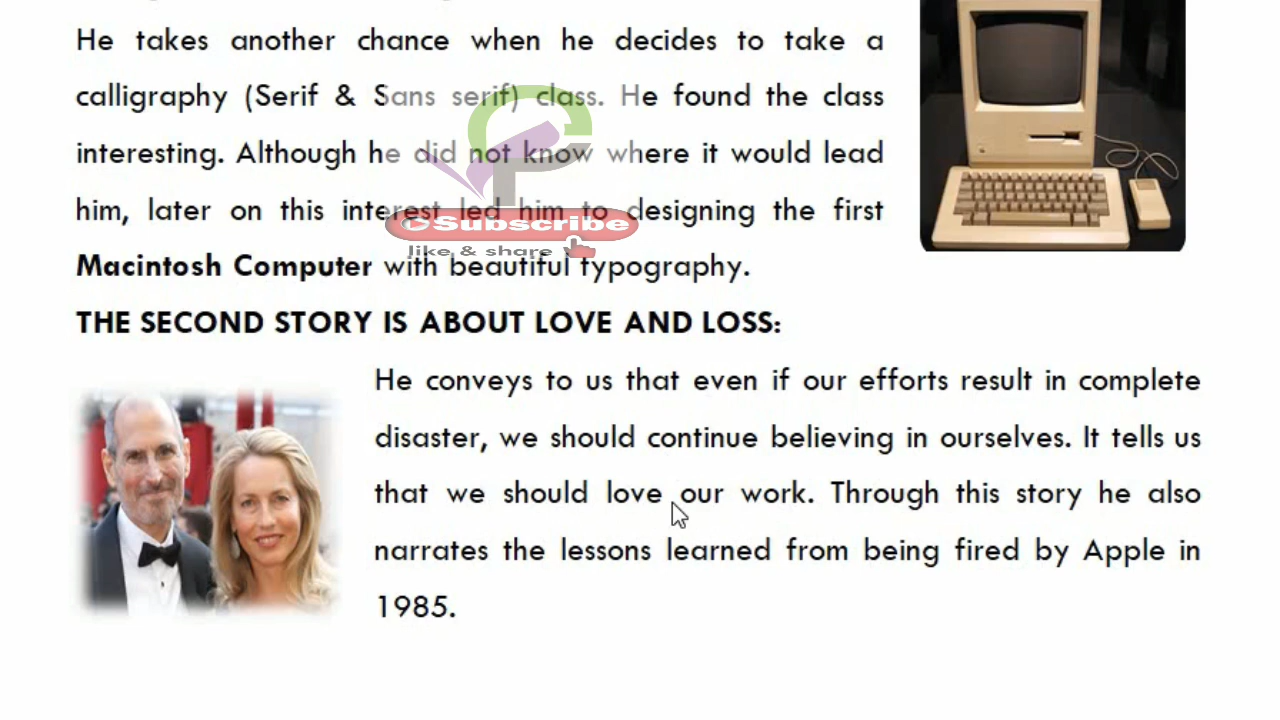 He takes another chance when he decides to take a
calligraphy (Serif & Sans serif) class. He found the class
interesting. Although he did not know where it would lead
him, later on this interest led him to designing the first
Macintosh Computer with beautiful typography.
Subscribe
like & share
THE SECOND STORY IS ABOUT LOVE AND LOSS:
He conveys to us that even if our efforts result in complete
disaster, we should continue believing in ourselves. It tells us
that we should love our work. Through this story he also
narrates the lessons learned from being fired by Apple in
1985.